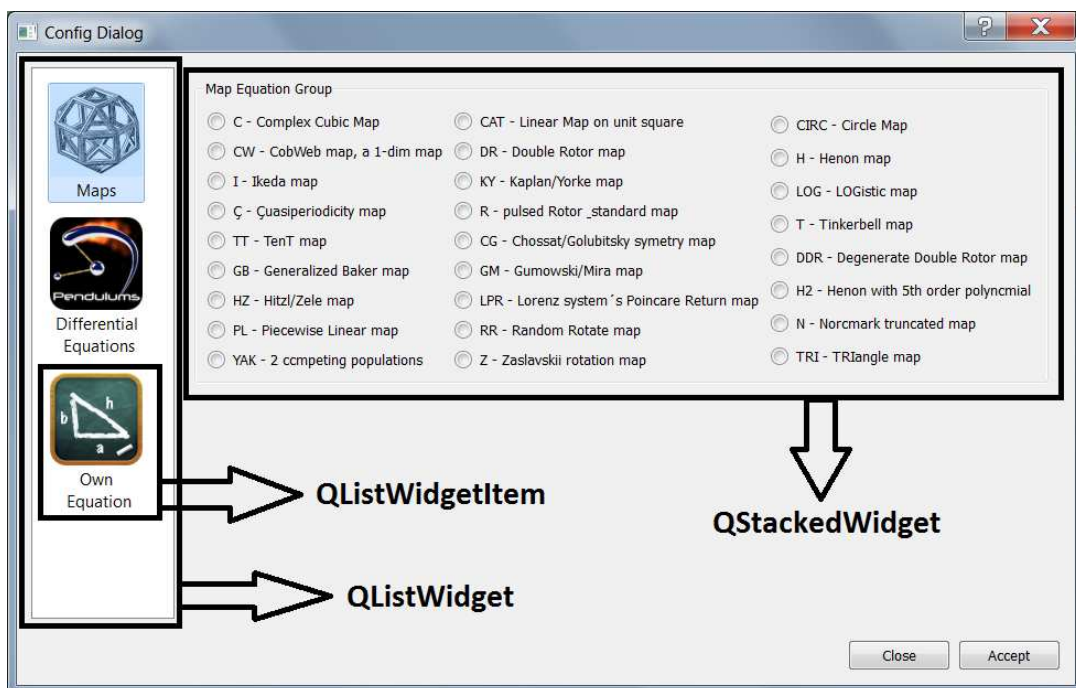 Config Dialog
Maps
Pendulums
Differential
Equations
b
h
a
Own
Equation
Map Equation Group
C - Complex Cubic Map
CW - CobWeb map, a 1-dim map
I - Ikeda map
Ç - Çuasiperiodicity map
TT - TenT map
GB - Generalized Baker map
HZ - Hitzl/Zele map
PL - Piecewise Linear map
YAK - 2 ccmpeting populations
CAT - Linear Map on unit square
DR - Double Rotor map
KY - Kaplan/Yorke map
R - pulsed Rotor _standard map
CG - Chossat/Golubitsky symetry map
GM - Gumowski/Mira map
LPR - Lorenz system´s Poincare Return map
RR - Random Rotate map
Z - Zaslavskii rotation map
CIRC - Circle Map
H - Henon map
LOG - LOGistic map
T - Tinkerbell map
DDR - Degenerate Double Rotor map
H2 - Henon with 5th order polyncmial
N - Norcmark truncated map
TRI - TRIangle map
QListWidgetItem
QStackedWidget
QListWidget
Close
Accept